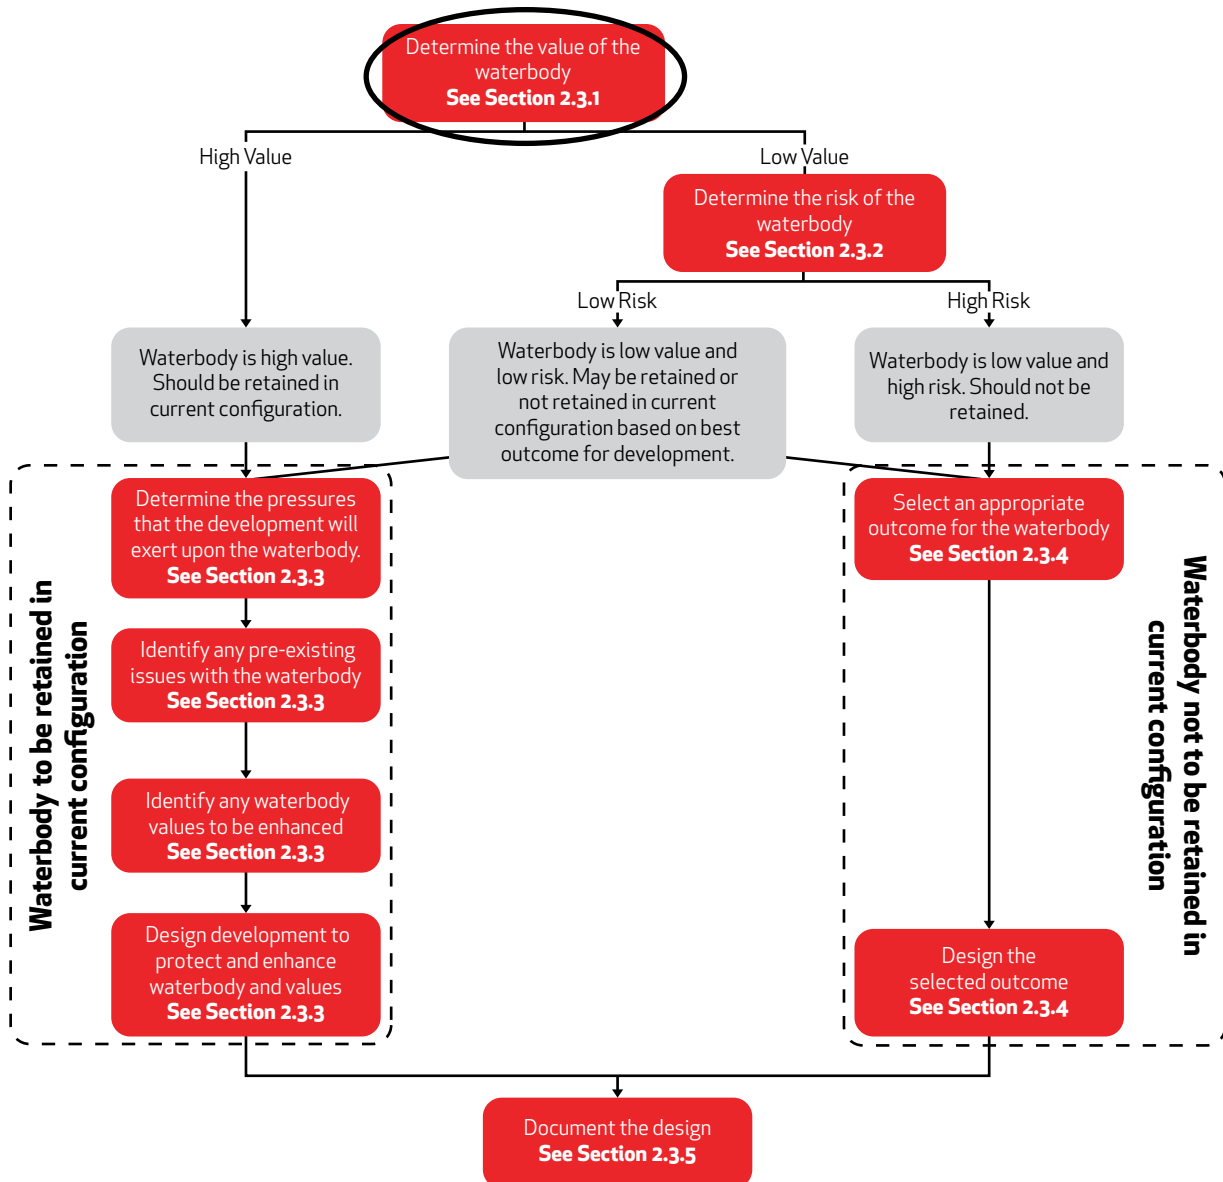 Determine the value of the
waterbody
See Section 2.3.1
High Value
Low Value
Determine the risk of the
waterbody
See Section 2.3.2
Low Risk
High Risk
Waterbody is high value.
Should be retained in
current configuration.
Waterbody is low value and
low risk. May be retained or
not retained in current
configuration based on best
outcome for development.
Waterbody is low value and
high risk. Should not be
retained.
Waterbody to be retained in
current configuration
Determine the pressures
that the development will
exert upon the waterbody.
See Section 2.3.3
Identify any pre-existing
issues with the waterbody
See Section 2.3.3
Identify any waterbody
values to be enhanced
See Section 2.3.3
Design development to
protect and enhance
waterbody and values
See Section 2.3.3
Select an appropriate
outcome for the waterbody
See Section 2.3.4
Design the
selected outcome
See Section 2.3.4
Waterbody not to be retained in
current configuration
Document the design
See Section 2.3.5